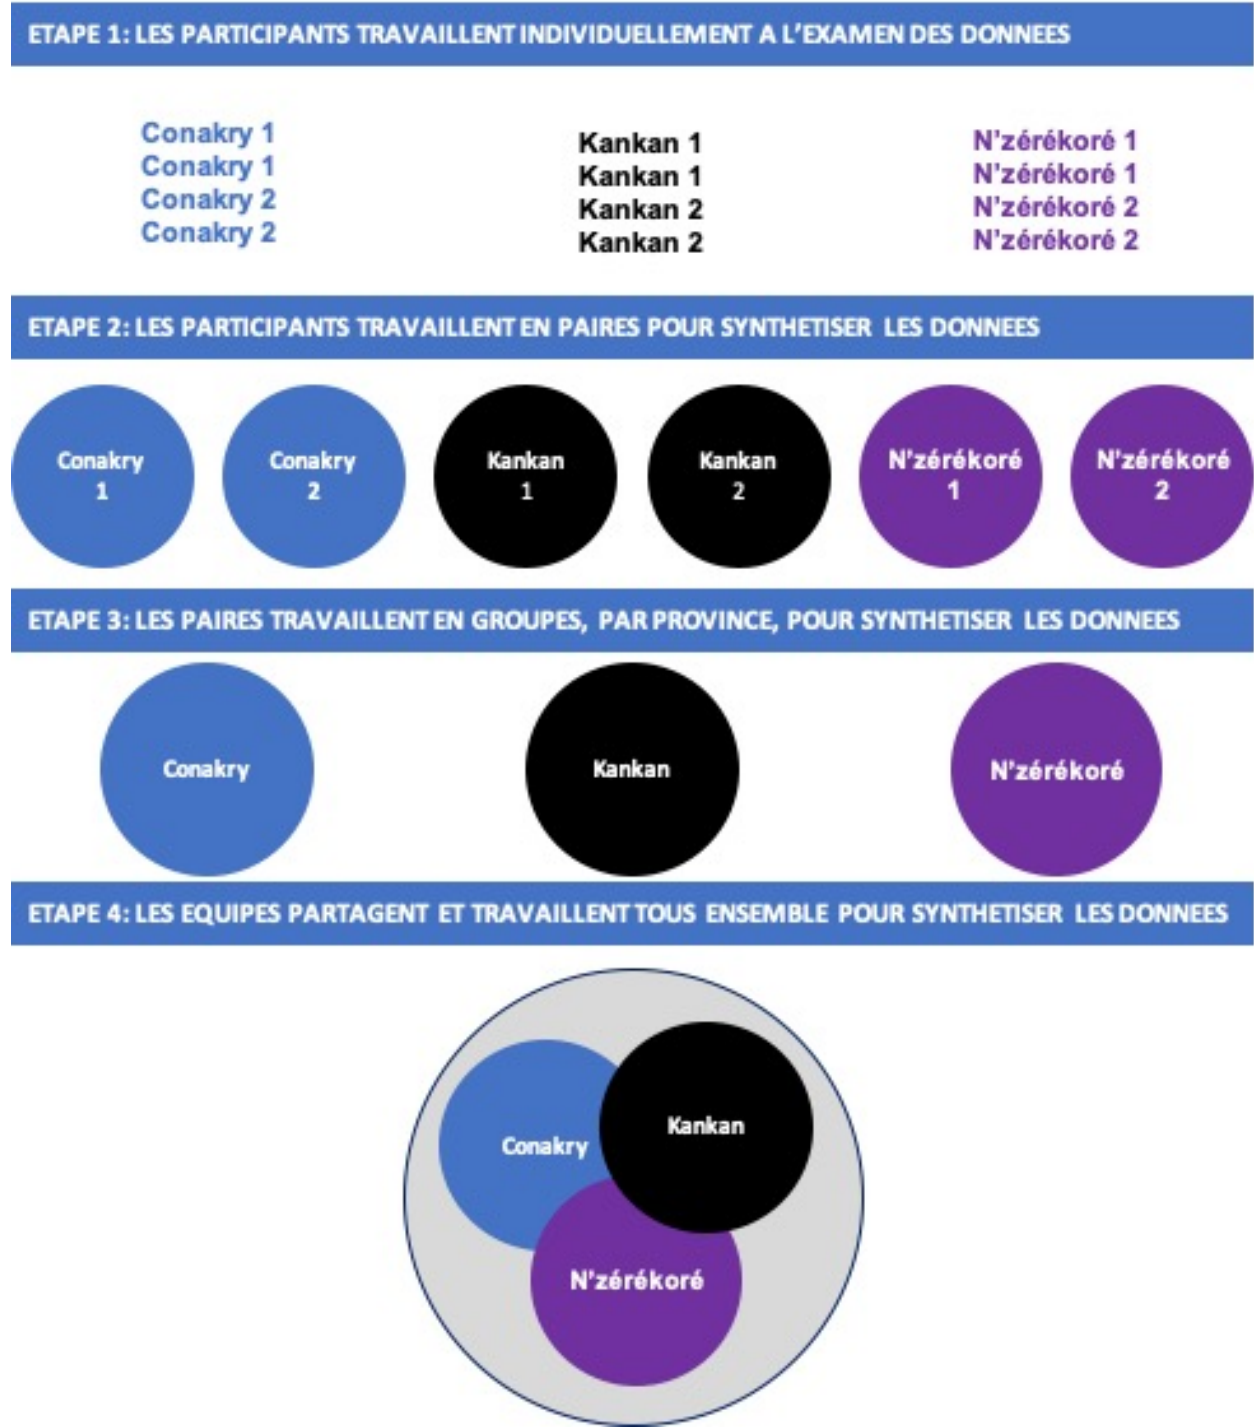 ETAPE 1: LES PARTICIPANTS TRAVAILLENT INDIVIDUELLEMENT A L'EXAMEN DES DONNEES
Conakry 1
Conakry 1
Conakry 2
Conakry 2
Kankan 1
Kankan 1
Kankan 2
Kankan 2
N'zérékoré 1
N'zérékoré 1
N'zérékoré 2
N'zérékoré 2
ETAPE 2: LES PARTICIPANTS TRAVAILLENT EN PAIRES POUR SYNTHETISER LES DONNEES
Conakry
1
Conakry
2
Kankan
1
Kankan
2
N'zérékoré
1
N'zérékoré
2
ETAPE 3: LES PAIRES TRAVAILLENT EN GROUPES, PAR PROVINCE, POUR SYNTHETISER LES DONNEES
Conakry
Kankan
N'zérékoré
ETAPE 4: LES EQUIPES PARTAGENT ET TRAVAILLENT TOUS ENSEMBLE POUR SYNTHETISER LES DONNEES
Kankan
Conakry
N'zérékoré